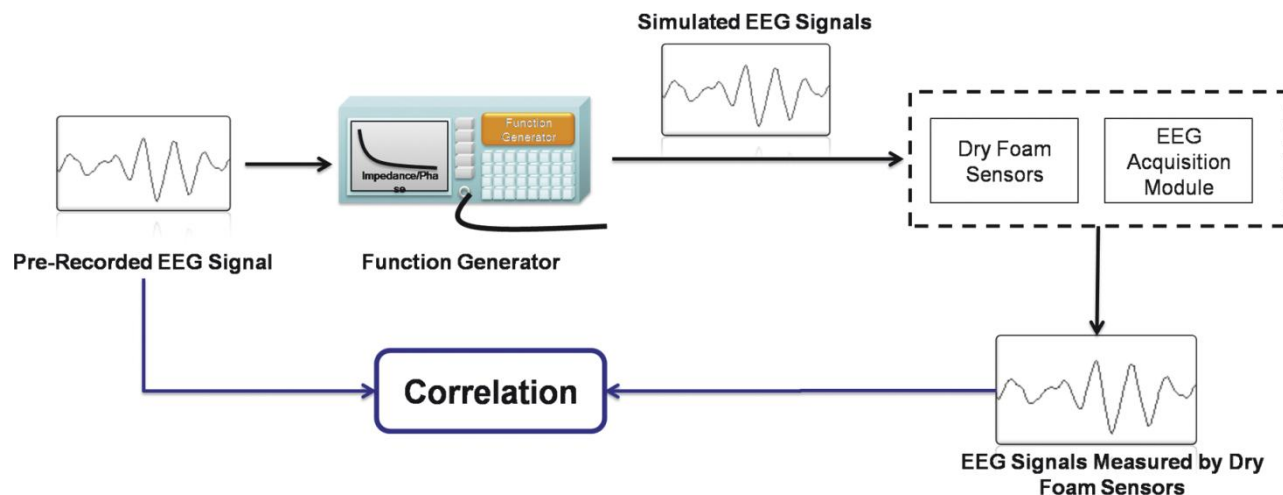 Simulated EEG Signals
Function
Generator
Impedance/Pha
se
Dry Foam
Sensors
EEG
Acquisition
Module
Pre-Recorded EEG Signal
Function Generator
Correlation
EEG Signals Measured by Dry
Foam Sensors